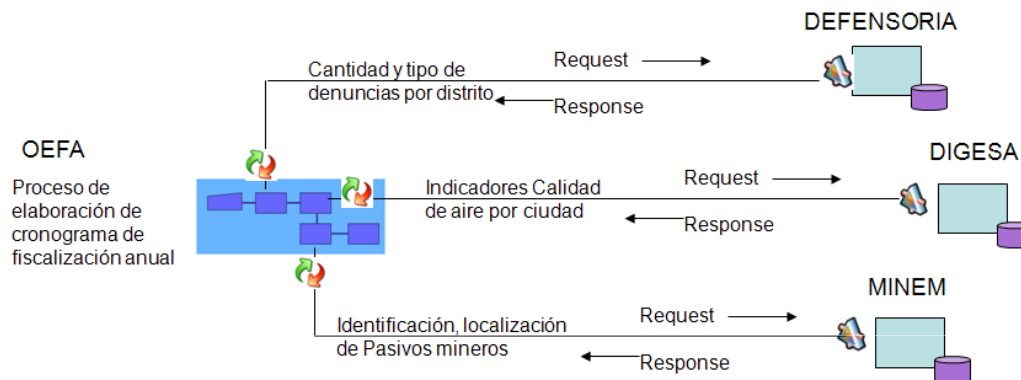 DEFENSORIA
Cantidad y tipo de
denuncias por distrito
Request
Response
OEFA
Proceso de
elaboración de
cronograma de
fiscalización anual
DIGESA
Indicadores Calidad
de aire por ciudad
Request
Response
MINEM
Identificación, localización
de Pasivos mineros
Request
Response